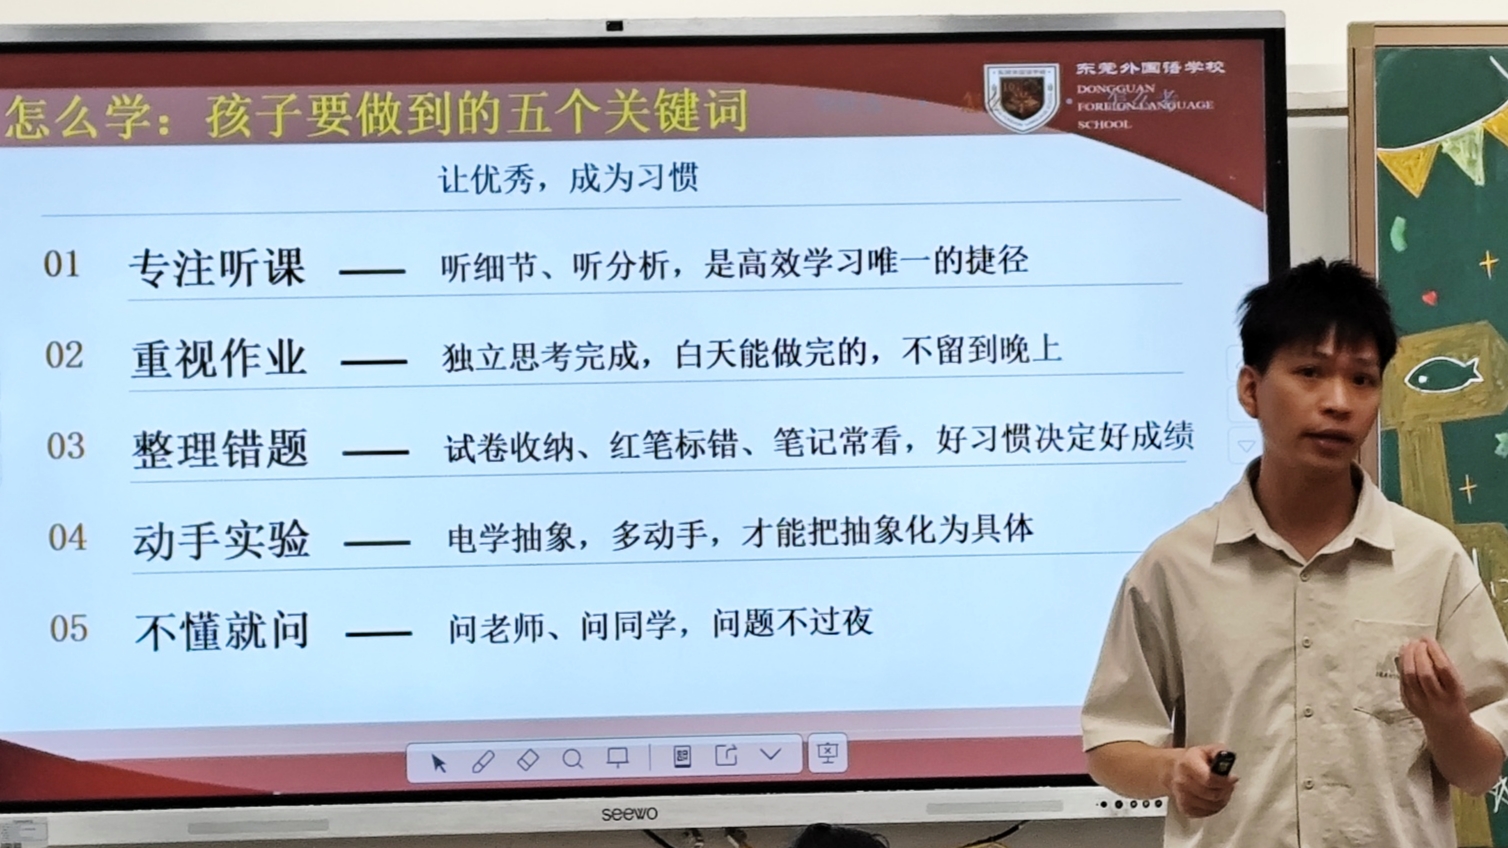 怎么学：孩子要做到的五个关键词
东莞外国语学校
DONGGUAN
FOREIGN LANGUAGE
SCHOOL
让优秀，成为习惯
01 专注听课 —— 听细节、听分析，是高效学习唯一的捷径
02 重视作业 —— 独立思考完成，白天能做完的，不留到晚上
03 整理错题 —— 试卷收纳、红笔标错、笔记常看，好习惯决定好成绩
04 动手实验 —— 电学抽象，多动手，才能把抽象化为具体
05 不懂就问 —— 问老师、问同学，问题不过夜
seewo